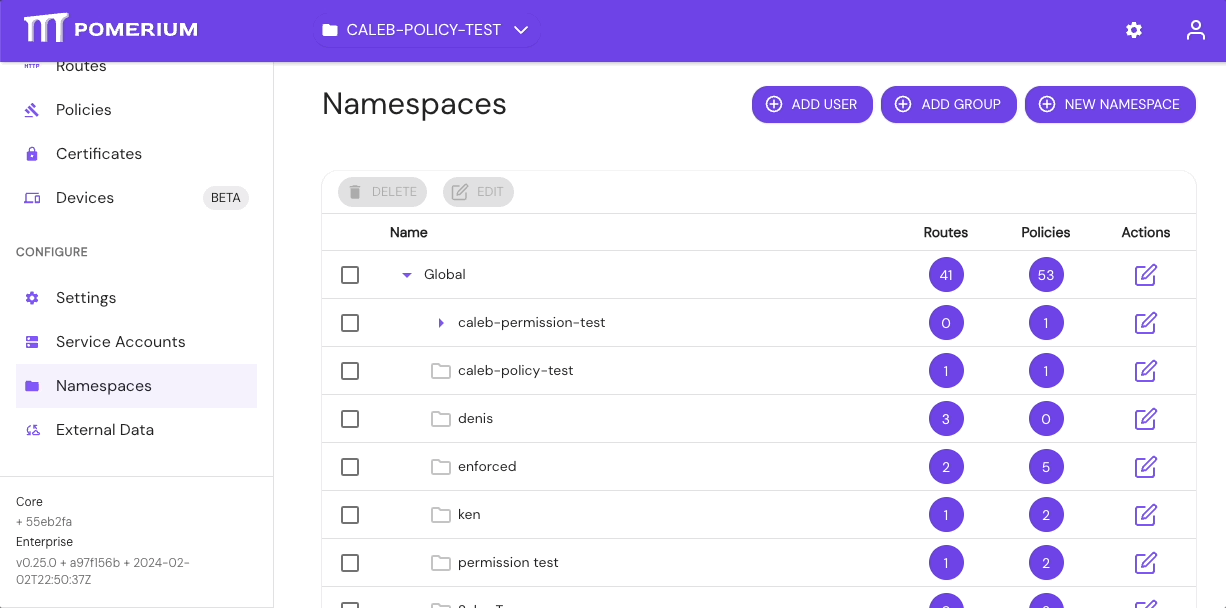 POMERIUM
CALEB-POLICY-TEST
HTTP
Routes
Policies
Certificates
Devices
BETA
CONFIGURE
Settings
Service Accounts
Namespaces
External Data
Core
+ 55eb2fa
Enterprise
v0.25.0 + a97f156b + 2024-02-
02T22:50:37Z
Namespaces
ADD USER
ADD GROUP
NEW NAMESPACE
DELETE
EDIT
Name Routes Policies Actions
Global 41 53
caleb-permission-test 0 1
caleb-policy-test 1 1
denis 3 0
enforced 2 5
ken 1 2
permission test 1 2